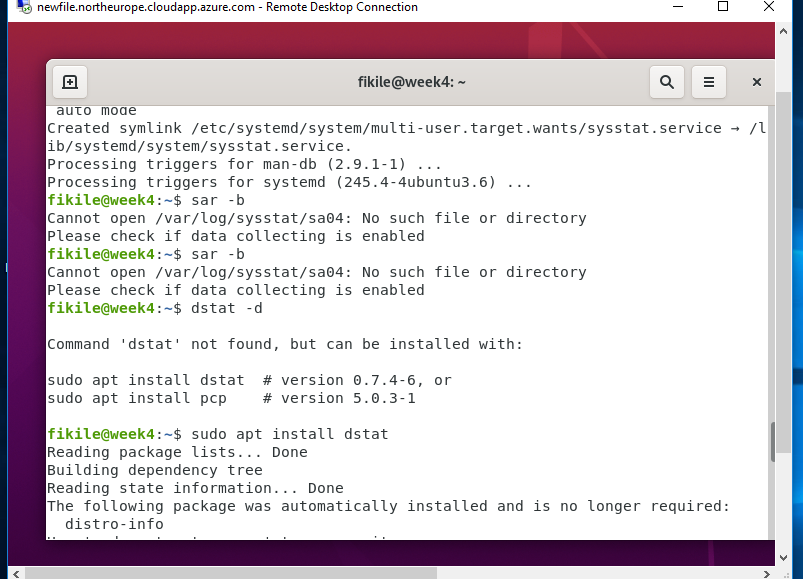 newfile.northeurope.cloudapp.azure.com - Remote Desktop Connection
fikile@week4: ~
auto mode
Created symlink /etc/systemd/system/multi-user.target.wants/sysstat.service → /l
ib/systemd/system/sysstat.service.
Processing triggers for man-db (2.9.1-1) ...
Processing triggers for systemd (245.4-4ubuntu3.6) ...
fikile@week4:~$ sar -b
Cannot open /var/log/sysstat/sa04: No such file or directory
Please check if data collecting is enabled
fikile@week4:~$ sar -b
Cannot open /var/log/sysstat/sa04: No such file or directory
Please check if data collecting is enabled
fikile@week4:~$ dstat -d
Command 'dstat' not found, but can be installed with:
sudo apt install dstat  # version 0.7.4-6, or
sudo apt install pcp    # version 5.0.3-1
fikile@week4:~$ sudo apt install dstat
Reading package lists... Done
Building dependency tree
Reading state information... Done
The following package was automatically installed and is no longer required:
distro-info